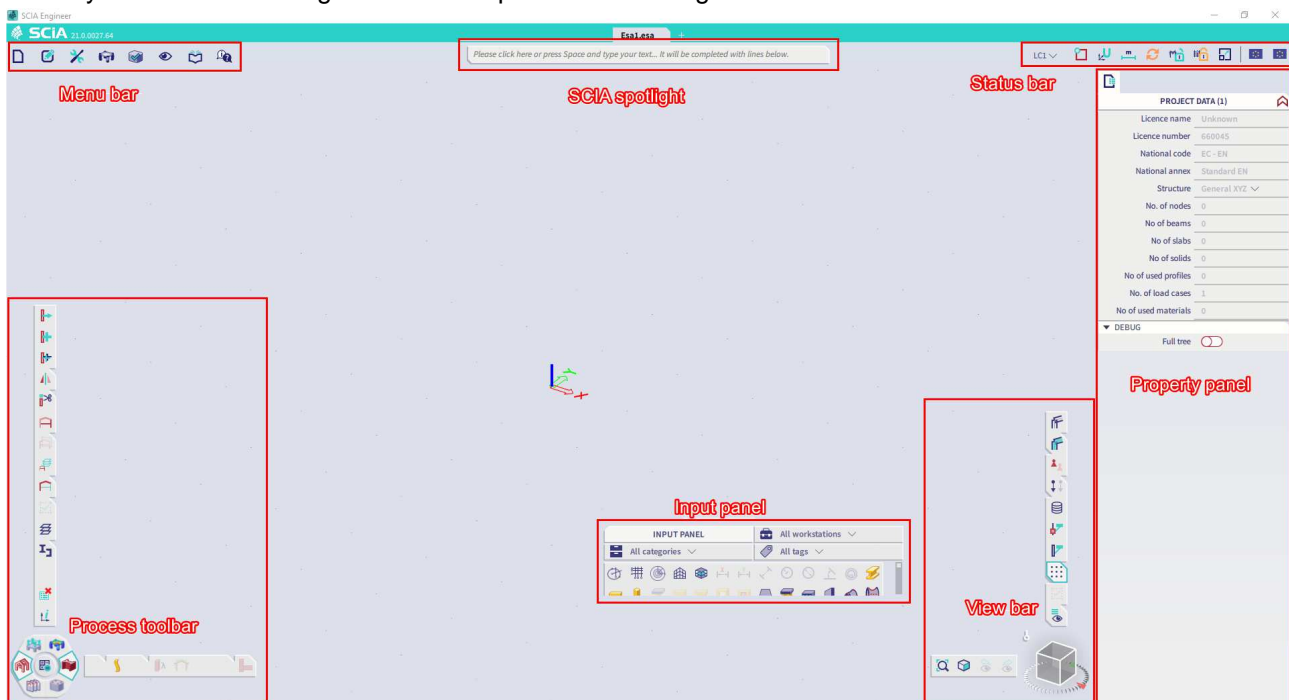 SCIA Engineer
SCIA 21.0.0027.64
Esa1.esa +
Please click here or press Space and type your text... It will be completed with lines below.
LC1
Menu bar
SCIA spotlight
Status bar
PROJECT DATA (1)
Licence name Unknown
Licence number 660045
National code EC - EN
National annex Standard EN
Structure General XYZ
No. of nodes 0
No of beams 0
No of slabs 0
No of solids 0
No of used profiles 0
No. of load cases 1
No of used materials 0
DEBUG
Full tree
Property panel
Y
X
Input panel
INPUT PANEL
All workstations
All categories
All tags
View bar
Process toolbar